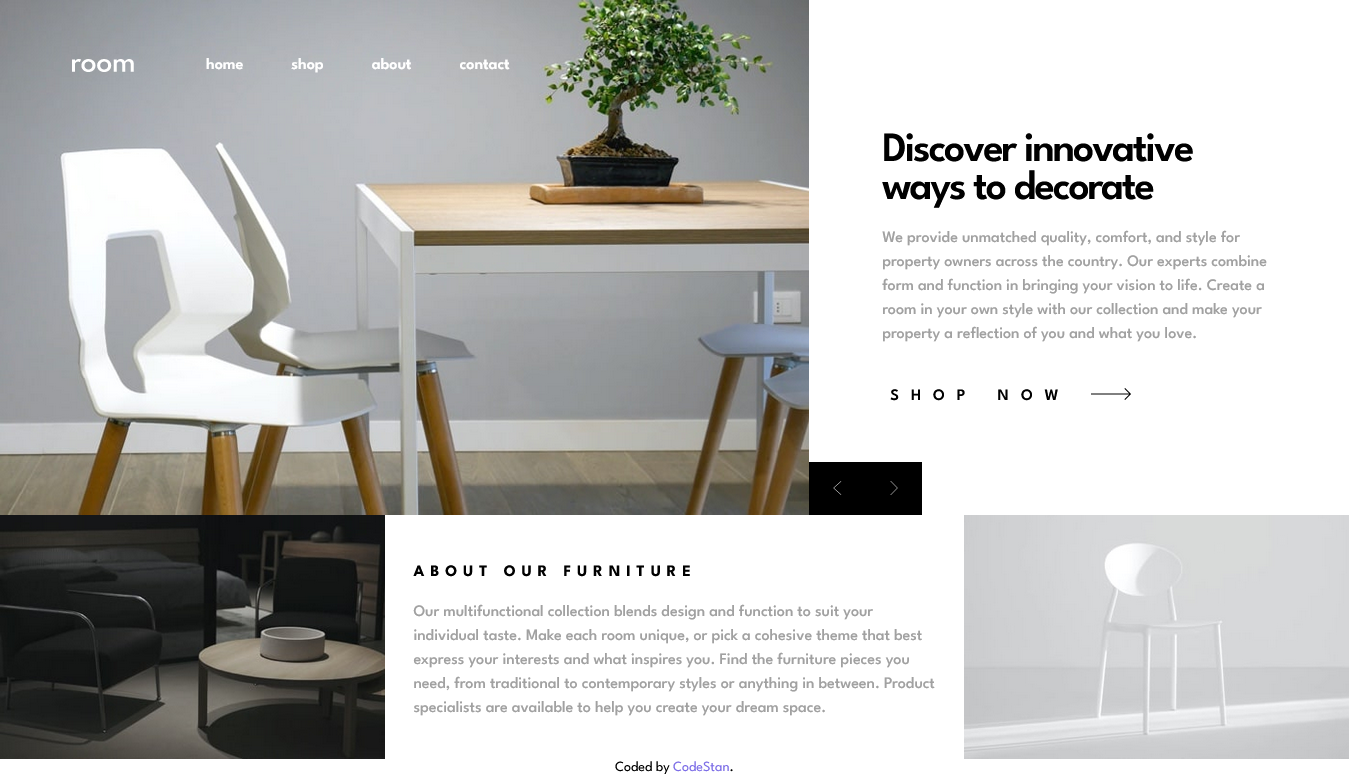 room
home shop about contact
Discover innovative
ways to decorate
We provide unmatched quality, comfort, and style for
property owners across the country. Our experts combine
form and function in bringing your vision to life. Create a
room in your own style with our collection and make your
property a reflection of you and what you love.
SHOP NOW
ABOUT OUR FURNITURE
Our multifunctional collection blends design and function to suit your
individual taste. Make each room unique, or pick a cohesive theme that best
express your interests and what inspires you. Find the furniture pieces you
need, from traditional to contemporary styles or anything in between. Product
specialists are available to help you create your dream space.
Coded by CodeStan.